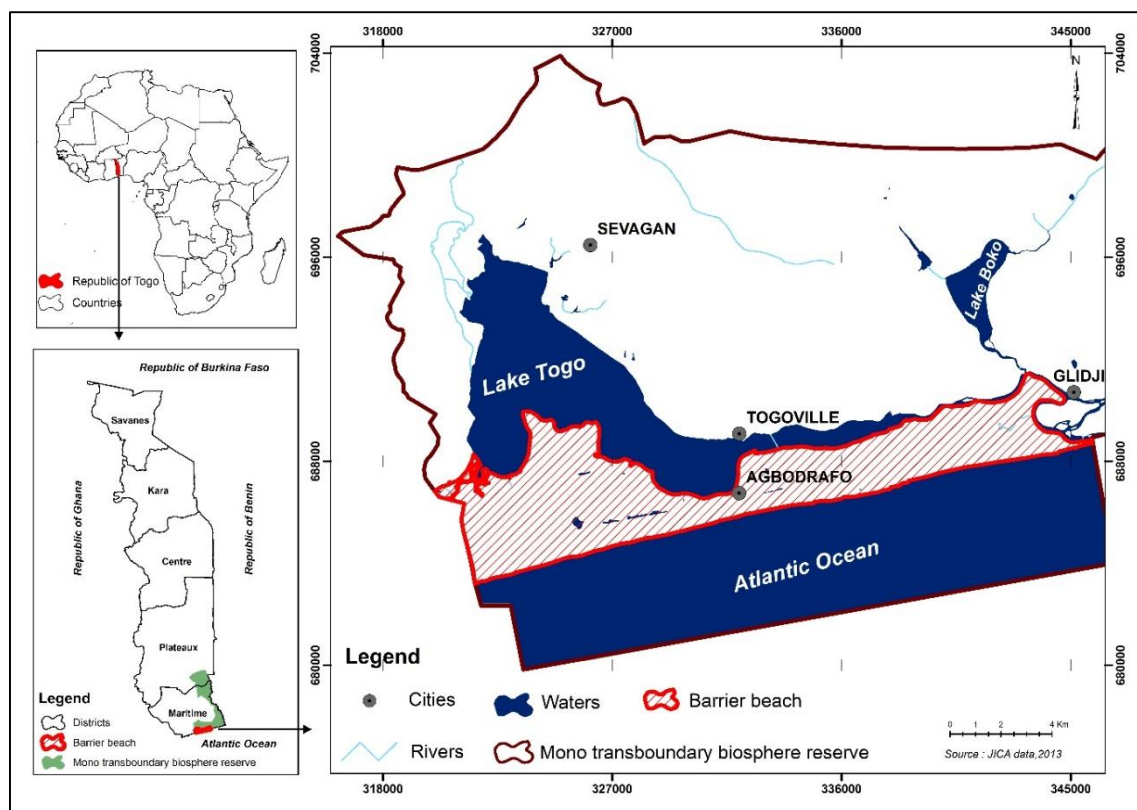 Republic of Togo
Countries
Republic of Burkina Faso
Savanes
Kara
Republic of Ghana
Republic of Benin
Centre
Plateaux
Maritime
Atlantic Ocean
Legend
Districts
Barrier beach
Mono transboundary biosphere reserve
318000 327000 336000 345000
704000 704000
N
SEVAGAN
696000 696000
Lake Boko
Lake Togo
GLIDJI
TOGOVILLE
688000 688000
AGBODRAFO
Atlantic Ocean
680000 680000
Legend
Cities Waters Barrier beach
Rivers Mono transboundary biosphere reserve
0 1 2 4 Km
Source : JICA data,2013
318000 327000 336000 345000